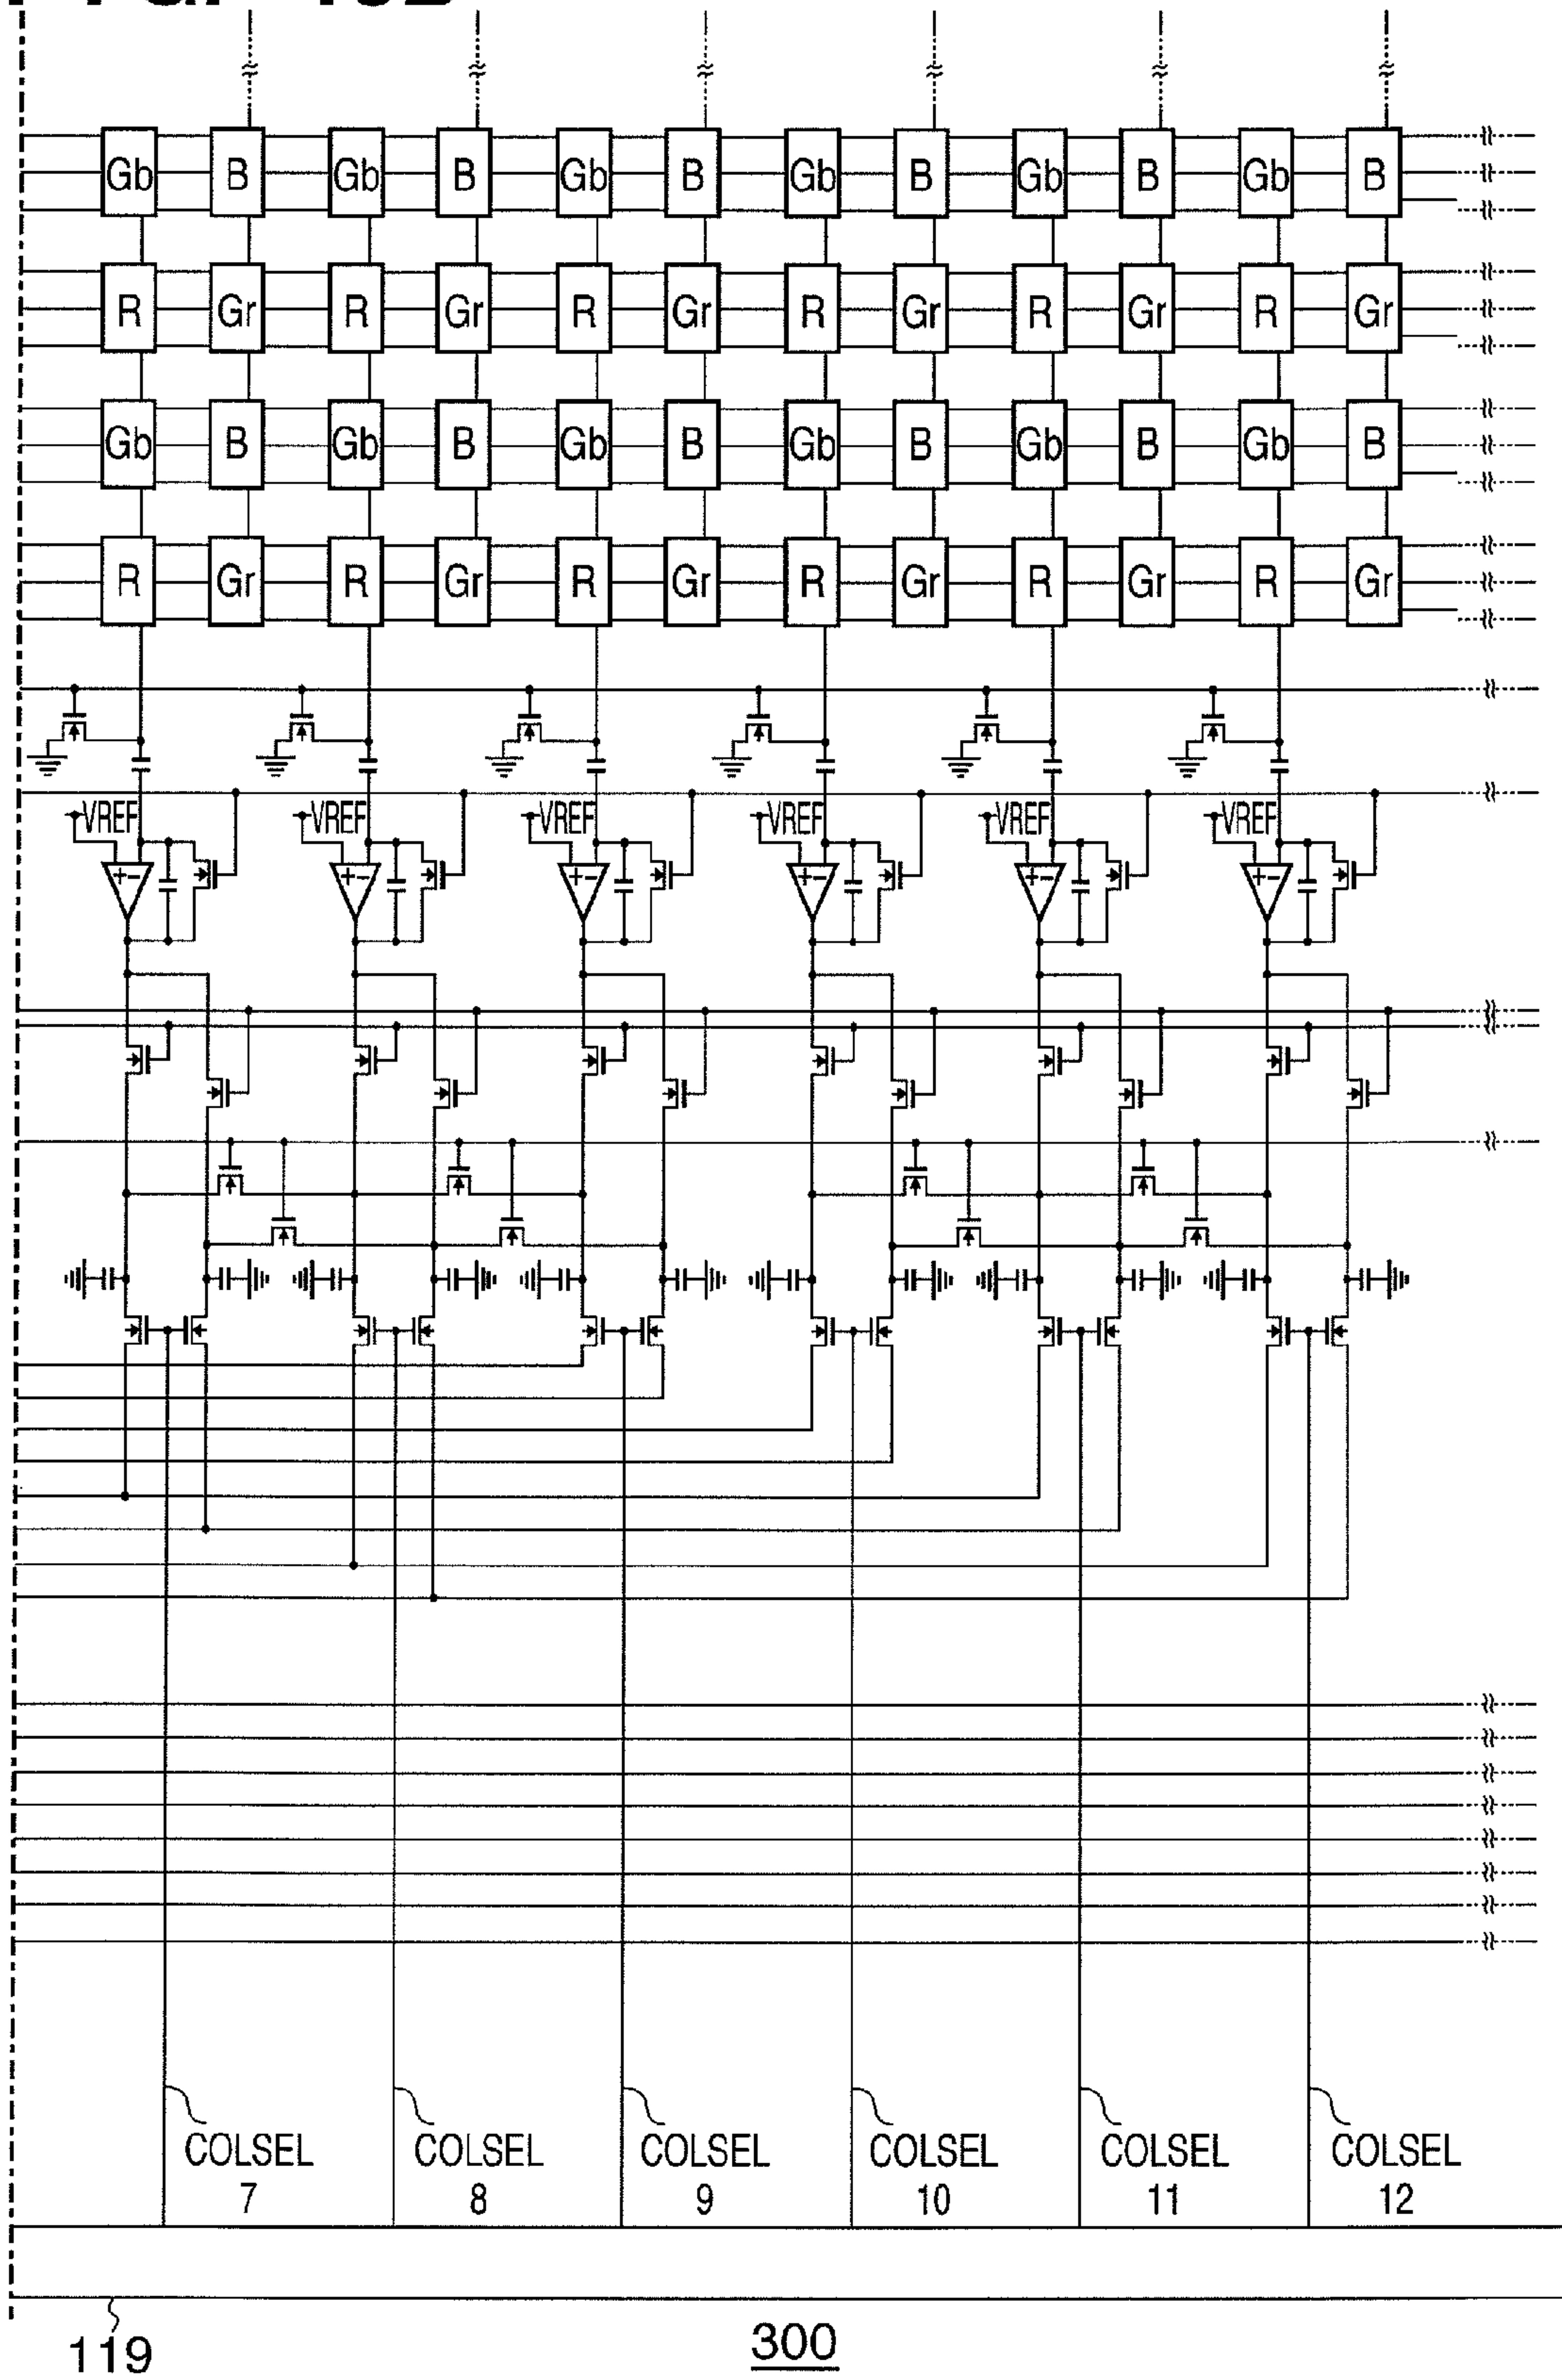 Gb B Gb B Gb B Gb B Gb B Gb B
R Gr R Gr R Gr R Gr R Gr R Gr
Gb B Gb B Gb B Gb B Gb B Gb B
R Gr R Gr R Gr R Gr R Gr R Gr
VREF VREF VREF VREF VREF VREF
+- +- +- +- +- +-
COLSEL COLSEL COLSEL COLSEL COLSEL COLSEL
7 8 9 10 11 12
119
300